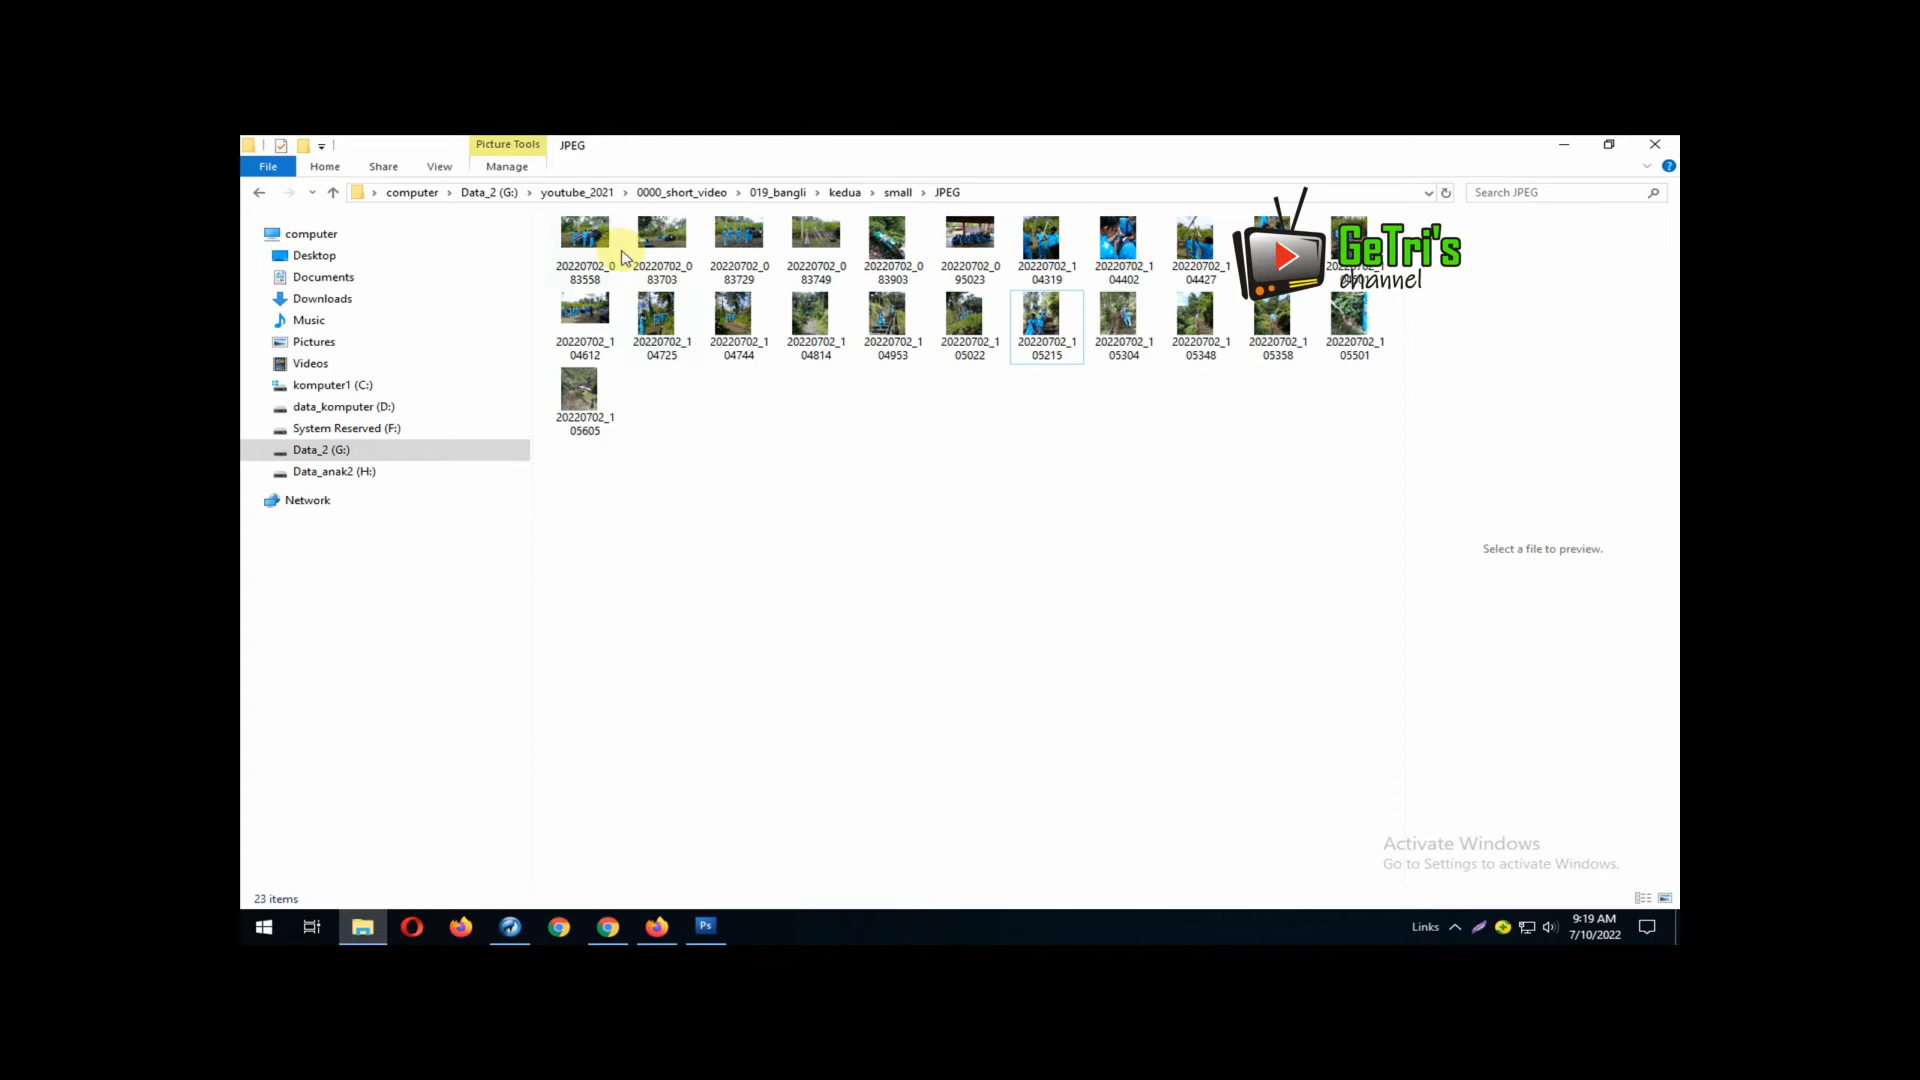 Picture Tools JPEG
File Home Share View Manage
computer Data_2 (G:) youtube_2021 0000_short_video 019_bangli kedua small JPEG Search JPEG
computer
Desktop
Documents
Downloads
Music
Pictures
Videos
komputer1 (C:)
data_komputer (D:)
System Reserved (F:)
Data_2 (G:)
Data_anak2 (H:)
Network
20220702_0 20220702_0 20220702_0 20220702_0 20220702_0 20220702_0 20220702_1 20220702_1 20220702_1
83558 83703 83729 83749 83903 95023 04319 04402 04427
GeTri's
channel
20220702_1 20220702_1 20220702_1 20220702_1 20220702_1 20220702_1 20220702_1 20220702_1 20220702_1 20220702_1 20220702_1
04612 04725 04744 04814 04953 05022 05215 05304 05348 05358 05501
20220702_1
05605
Select a file to preview.
Activate Windows
Go to Settings to activate Windows.
23 items
Ps
Links
9:19 AM
7/10/2022